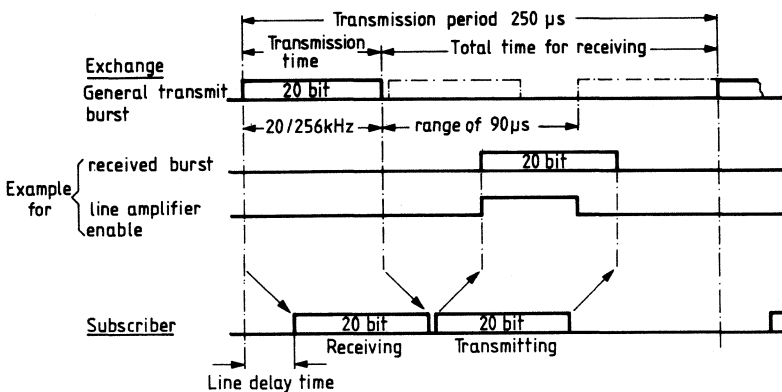 Transmission period 250 µs
Transmission time
Total time for receiving
Exchange
General transmit burst
20 bit
20/256kHz
range of 90µs
Example for
received burst
20 bit
line amplifier enable
Subscriber
20 bit
20 bit
Receiving
Transmitting
Line delay time